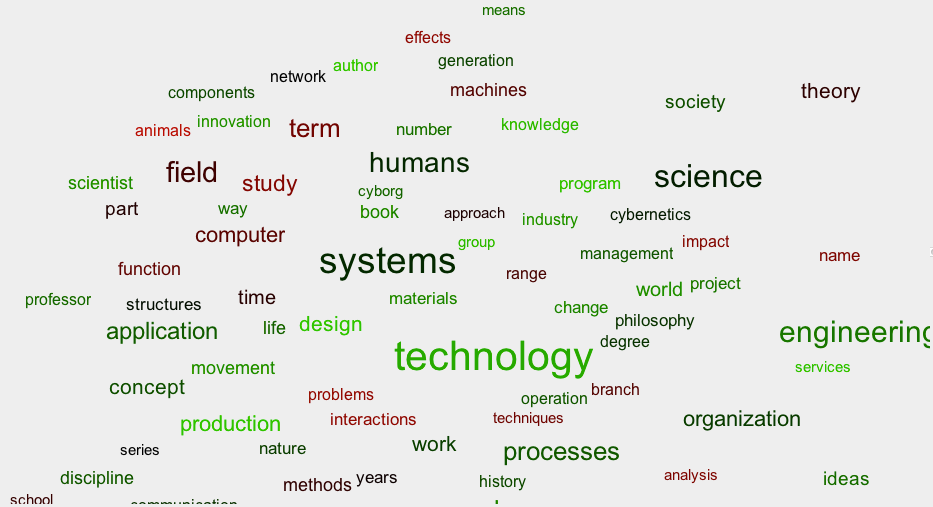 means
effects
generation
author
network
machines
components
theory
society
innovation
knowledge
term
number
animals
humans
field
science
study
scientist
program
cyborg
part
way
book
approach
industry
cybernetics
computer
group
impact
management
systems
name
function
range
world
project
time
materials
professor
structures
change
philosophy
design
life
application
engineering
degree
technology
services
movement
concept
branch
problems
operation
interactions
techniques
organization
production
work
nature
series
processes
discipline
years
analysis
ideas
methods
history
school
communication